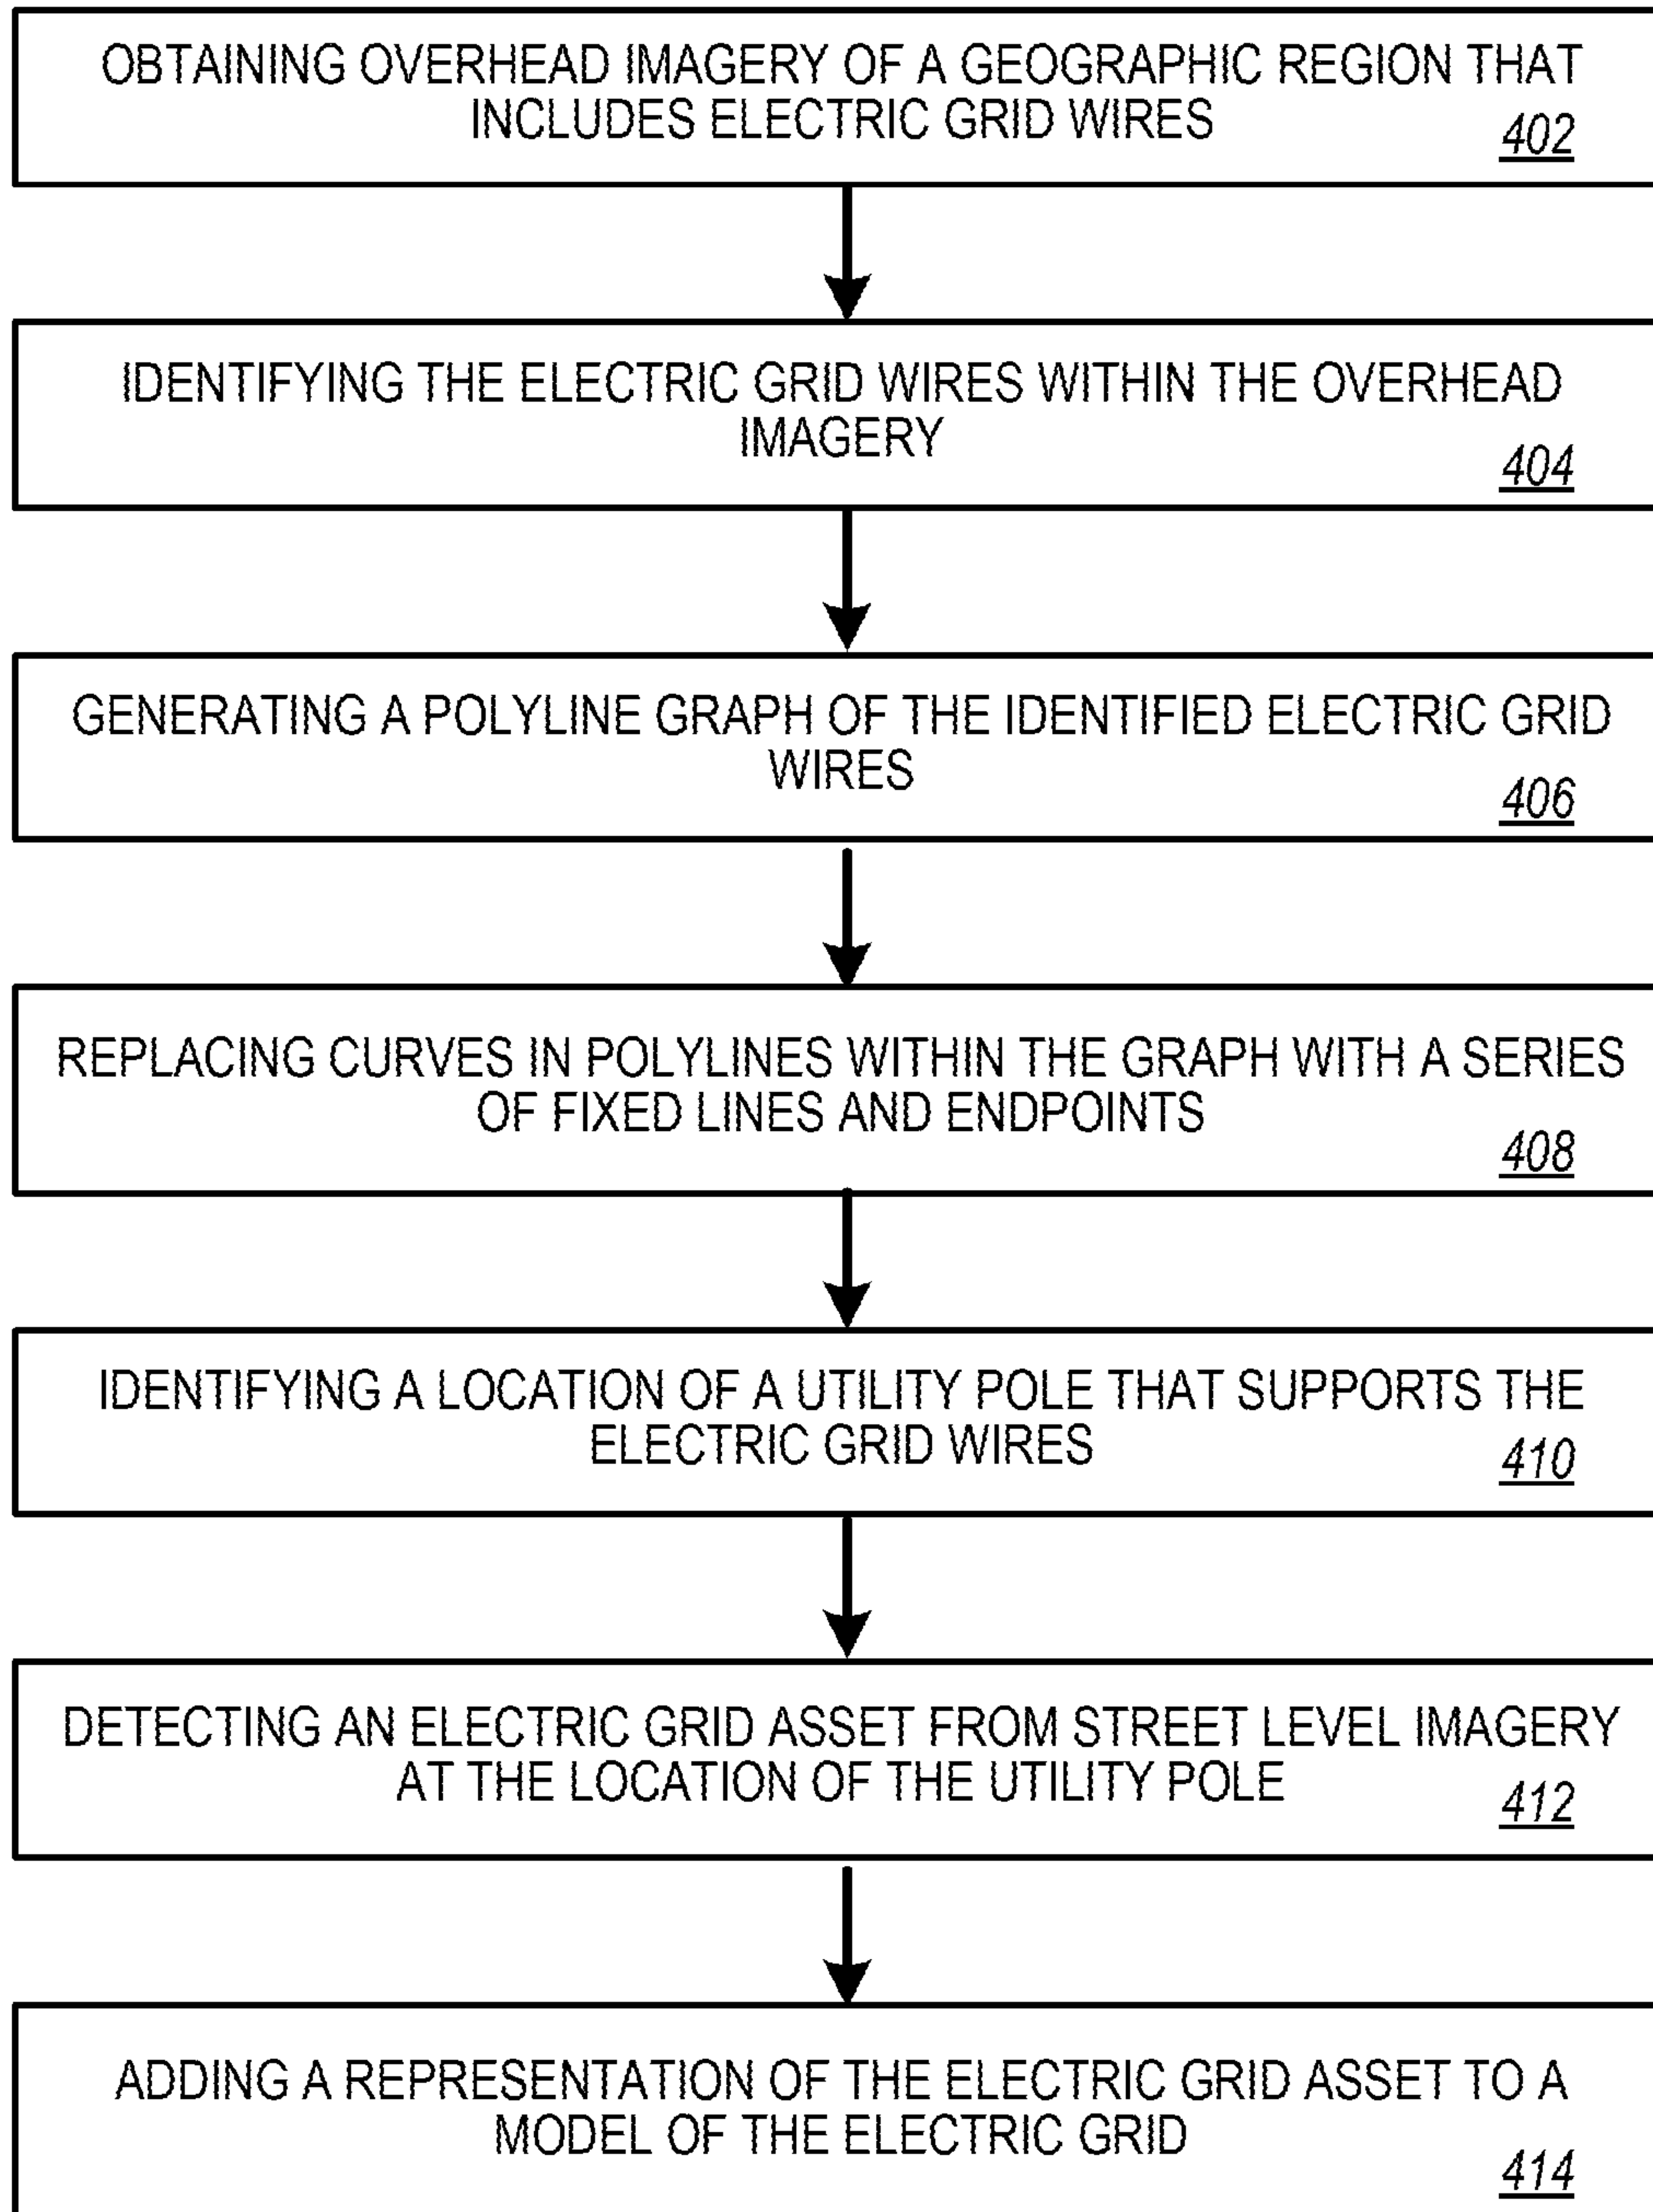 OBTAINING OVERHEAD IMAGERY OF A GEOGRAPHIC REGION THAT
INCLUDES ELECTRIC GRID WIRES
402
IDENTIFYING THE ELECTRIC GRID WIRES WITHIN THE OVERHEAD
IMAGERY
404
GENERATING A POLYLINE GRAPH OF THE IDENTIFIED ELECTRIC GRID
WIRES
406
REPLACING CURVES IN POLYLINES WITHIN THE GRAPH WITH A SERIES
OF FIXED LINES AND ENDPOINTS
408
IDENTIFYING A LOCATION OF A UTILITY POLE THAT SUPPORTS THE
ELECTRIC GRID WIRES
410
DETECTING AN ELECTRIC GRID ASSET FROM STREET LEVEL IMAGERY
AT THE LOCATION OF THE UTILITY POLE
412
ADDING A REPRESENTATION OF THE ELECTRIC GRID ASSET TO A
MODEL OF THE ELECTRIC GRID
414